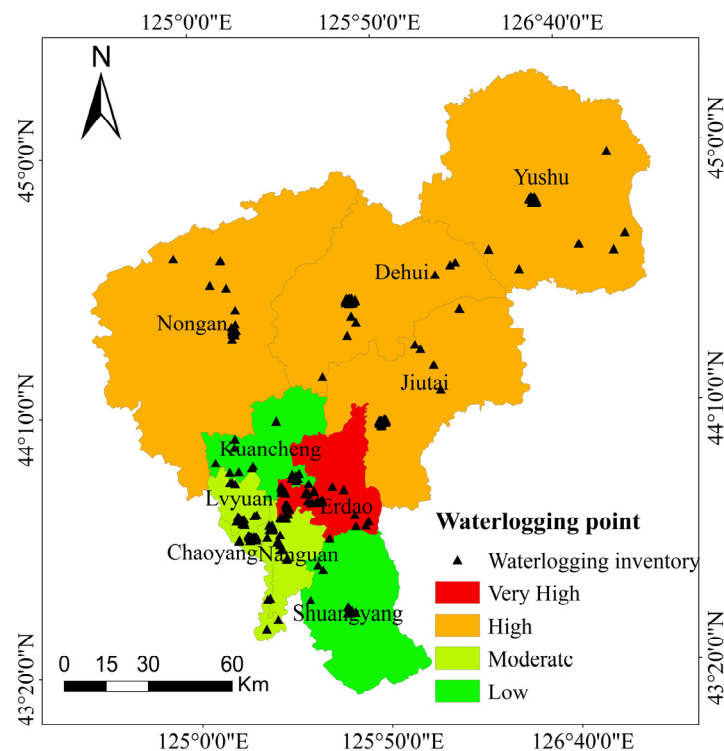 125°0'0"E 125°50'0"E 126°40'0"E
N
45°0'0"N
45°0'0"N
Yushu
Dehui
Nongan
Jiutai
44°10'0"N
44°10'0"N
Kuancheng
Lvyuan
Erdao
Chaoyang
Nanguan
Shuangyang
Waterlogging point
Waterlogging inventory
Very High
High
Moderatc
Low
0 15 30 60
Km
43°20'0"N
43°20'0"N
125°0'0"E 125°50'0"E 126°40'0"E